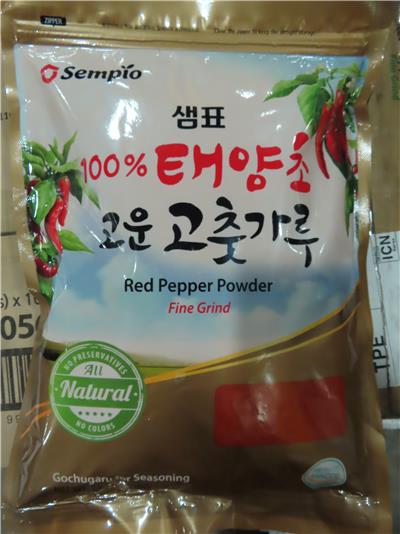 ZIPPER
Sempio
샘표
100% 태양초
고운 고춧가루
Red Pepper Powder
Fine Grind
NO PRESERVATIVES
All
Natural
NO COLORS
Gochugaru for Seasoning
ICN
TPE